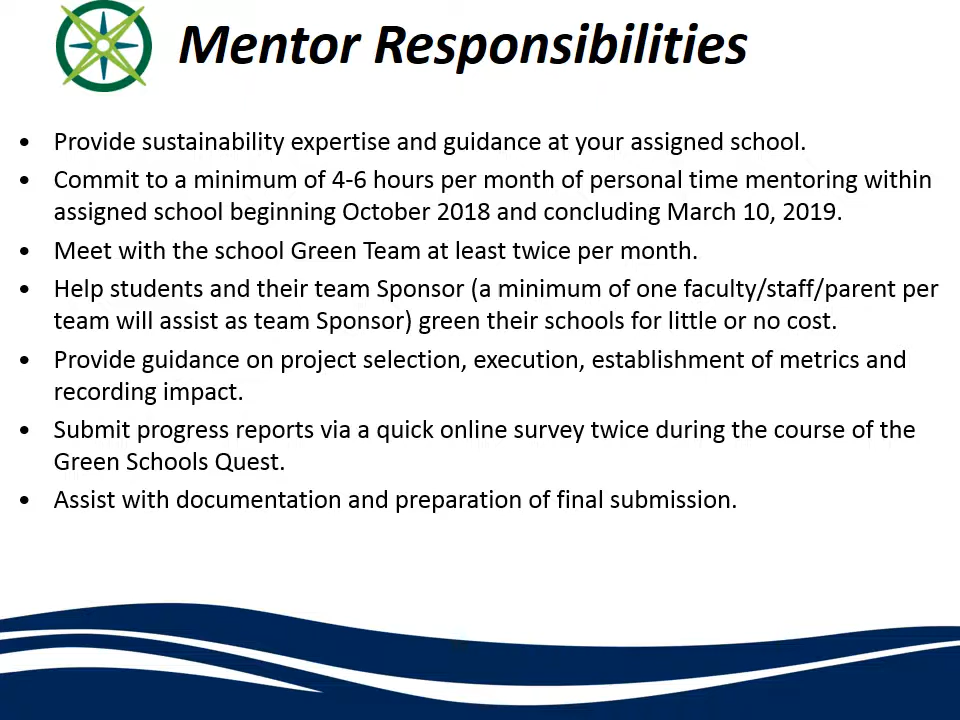 Mentor Responsibilities
• Provide sustainability expertise and guidance at your assigned school.
• Commit to a minimum of 4-6 hours per month of personal time mentoring within
assigned school beginning October 2018 and concluding March 10, 2019.
• Meet with the school Green Team at least twice per month.
• Help students and their team Sponsor (a minimum of one faculty/staff/parent per
team will assist as team Sponsor) green their schools for little or no cost.
• Provide guidance on project selection, execution, establishment of metrics and
recording impact.
• Submit progress reports via a quick online survey twice during the course of the
Green Schools Quest.
• Assist with documentation and preparation of final submission.